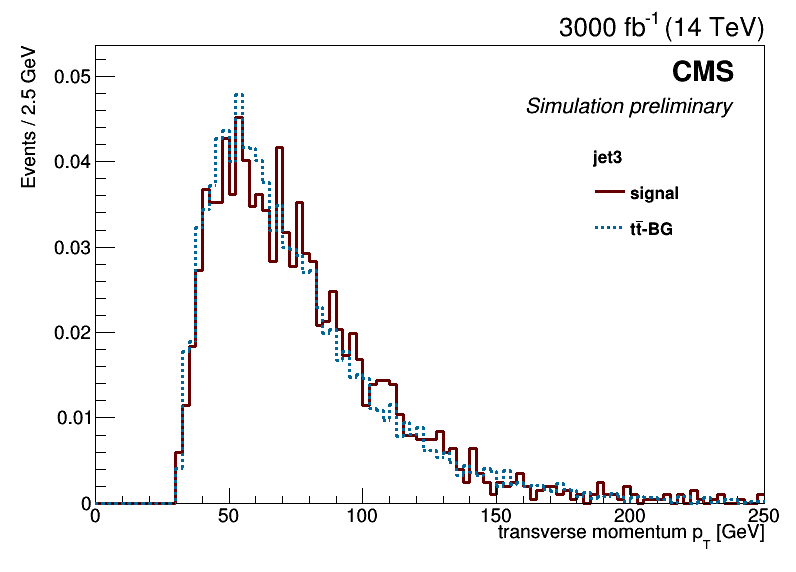 3000 fb⁻¹ (14 TeV)
Events / 2.5 GeV
CMS
Simulation preliminary
jet3
signal
tt̅-BG
0.05
0.04
0.03
0.02
0.01
0
0 50 100 150 200 250
transverse momentum p_T [GeV]